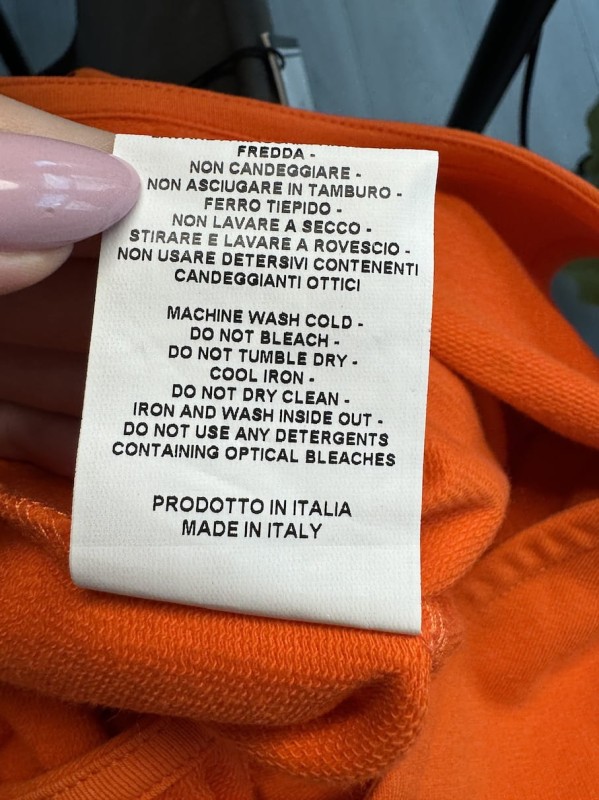 FREDDA -
NON CANDEGGIARE -
NON ASCIUGARE IN TAMBURO -
FERRO TIEPIDO -
NON LAVARE A SECCO -
STIRARE E LAVARE A ROVESCIO -
NON USARE DETERSIVI CONTENENTI
CANDEGGIANTI OTTICI
MACHINE WASH COLD -
DO NOT BLEACH -
DO NOT TUMBLE DRY -
COOL IRON -
DO NOT DRY CLEAN -
IRON AND WASH INSIDE OUT -
DO NOT USE ANY DETERGENTS
CONTAINING OPTICAL BLEACHES
PRODOTTO IN ITALIA
MADE IN ITALY